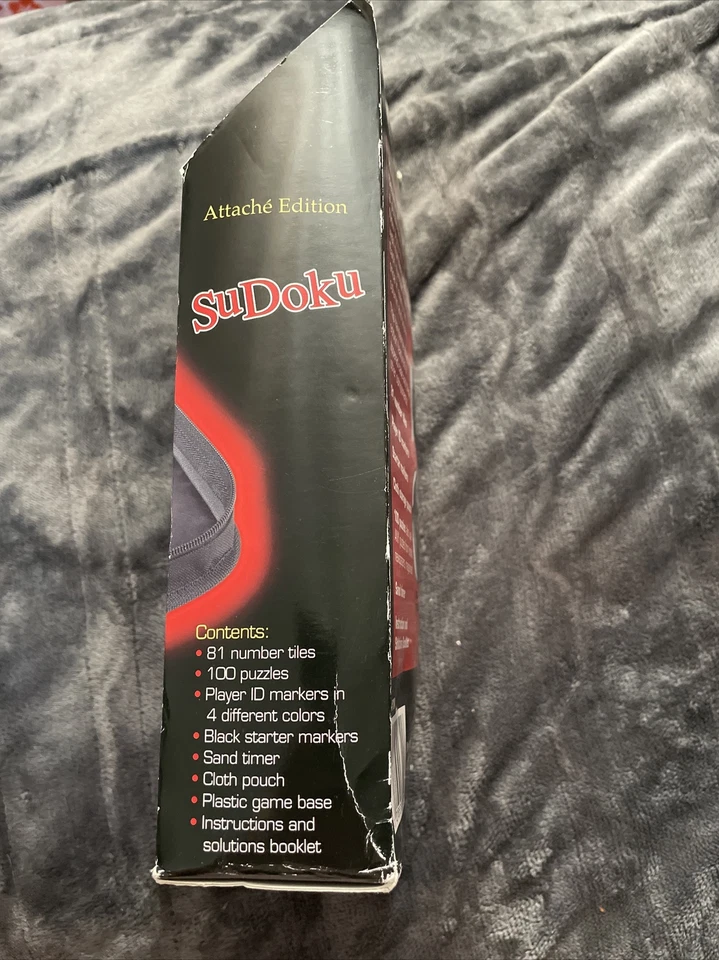 Attaché Edition
SuDoku
Contents:
• 81 number tiles
• 100 puzzles
• Player ID markers in
4 different colors
• Black starter markers
• Sand timer
• Cloth pouch
• Plastic game base
• Instructions and
solutions booklet